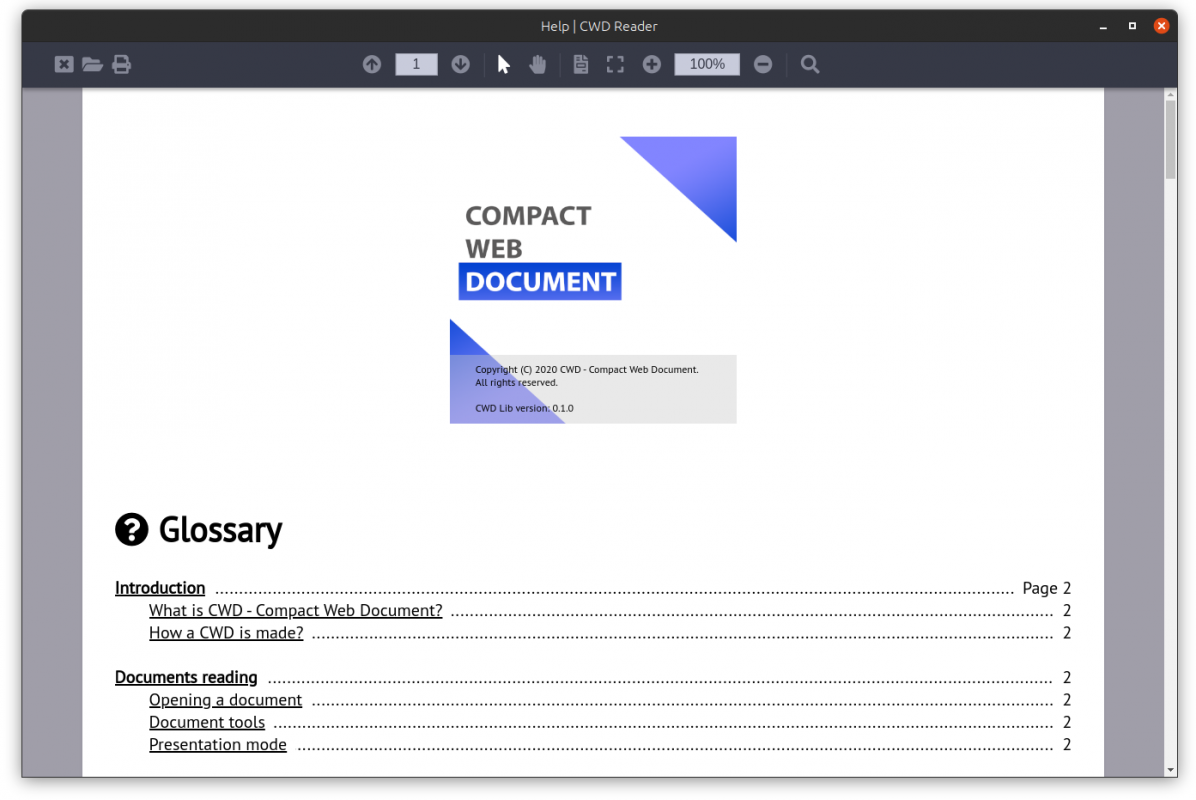 Help | CWD Reader
1
100%
COMPACT
WEB
DOCUMENT
Copyright (C) 2020 CWD - Compact Web Document.
All rights reserved.
CWD Lib version: 0.1.0
Glossary
Introduction ........................................................ Page 2
What is CWD - Compact Web Document? ........................................................ 2
How a CWD is made? ........................................................ 2
Documents reading ........................................................ 2
Opening a document ........................................................ 2
Document tools ........................................................ 2
Presentation mode ........................................................ 2